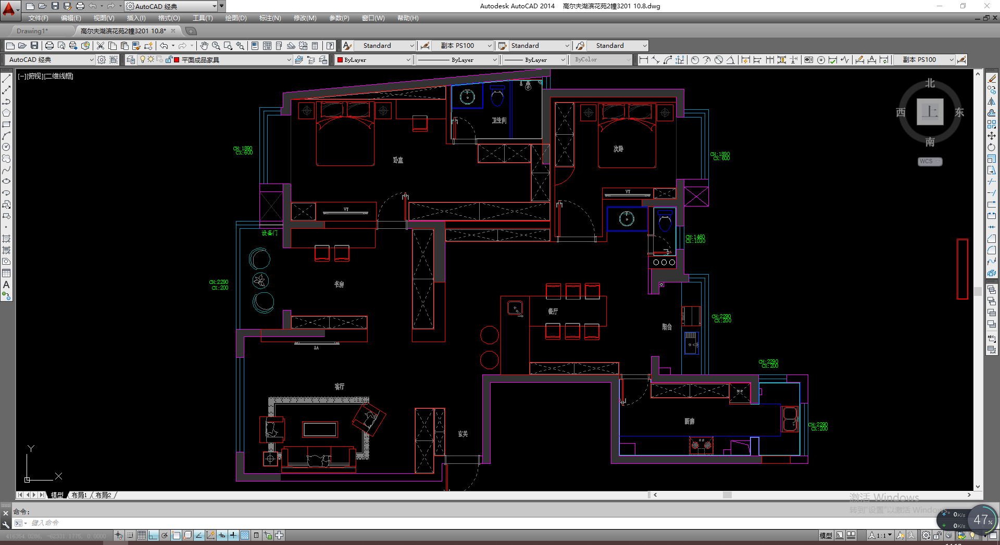 AutoCAD 经典
Autodesk AutoCAD 2014 高尔夫湖滨花苑2幢3201 10.8.dwg
文件(F) 编辑(E) 视图(V) 插入(I) 格式(O) 工具(T) 绘图(D) 标注(N) 修改(M) 参数(P) 窗口(W) 帮助(H)
Drawing1* 高尔夫湖滨花苑2幢3201 10.8*
Standard 副本 PS100 Standard Standard
AutoCAD 经典 平面成品家具 ByLayer ByLayer ByLayer ByColor 副本 PS100
[−][俯视][二维线框]
北
西 上 东
南
WCS
卫生间
CH:1890
CX:600
卧室
次卧
CH:1890
CX:600
VT
VT
设备门
CH:1460
CX:1030
CH:2290
CX:200
书房
餐厅
CH:2290
CX:200
阳台
VT
CH:2290
CX:200
客厅
厨房
CH:2290
CX:200
玄关
Y
X
模型 布局1 布局2
激活 Windows
转到"设置"以激活 Windows。
命令:
键入命令
0K/s
0K/s
47%
416354.0286, -62331.1775, 0.0000
模型 1:1